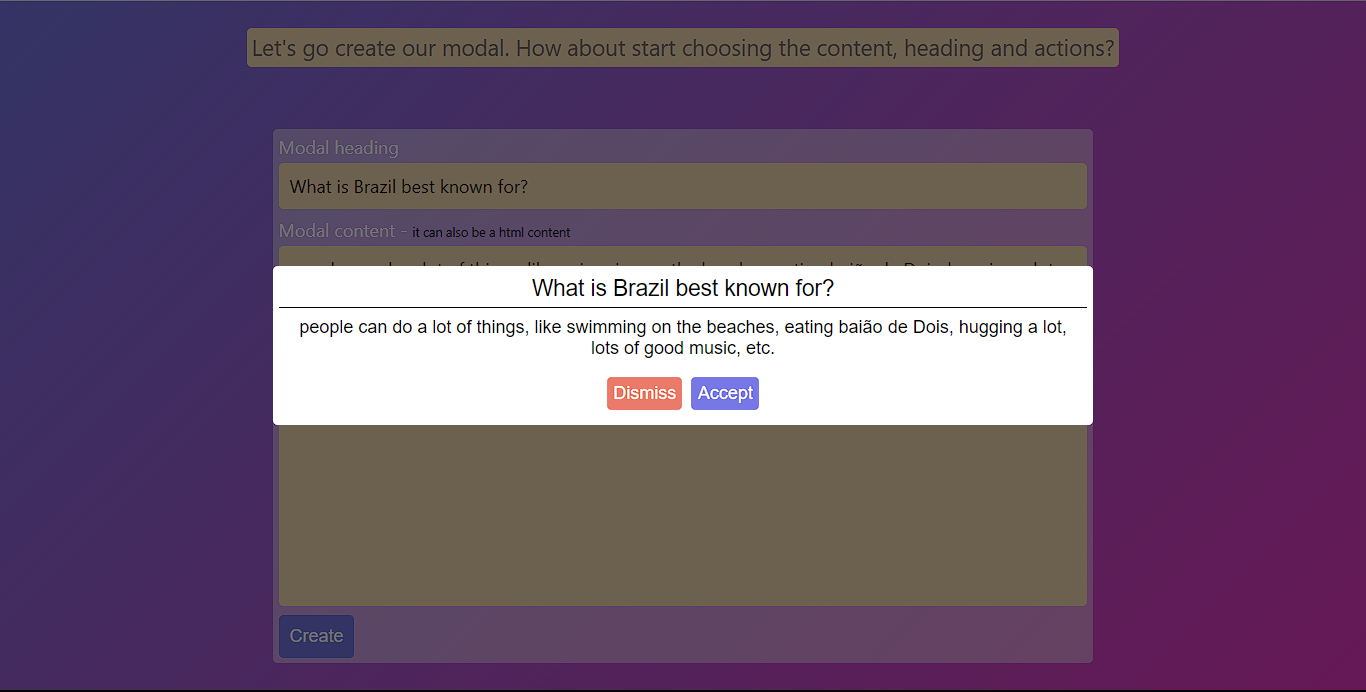 Let's go create our modal. How about start choosing the content, heading and actions?
Modal heading
What is Brazil best known for?
Modal content - it can also be a html content
What is Brazil best known for?
people can do a lot of things, like swimming on the beaches, eating baião de Dois, hugging a lot,
lots of good music, etc.
Dismiss Accept
Create